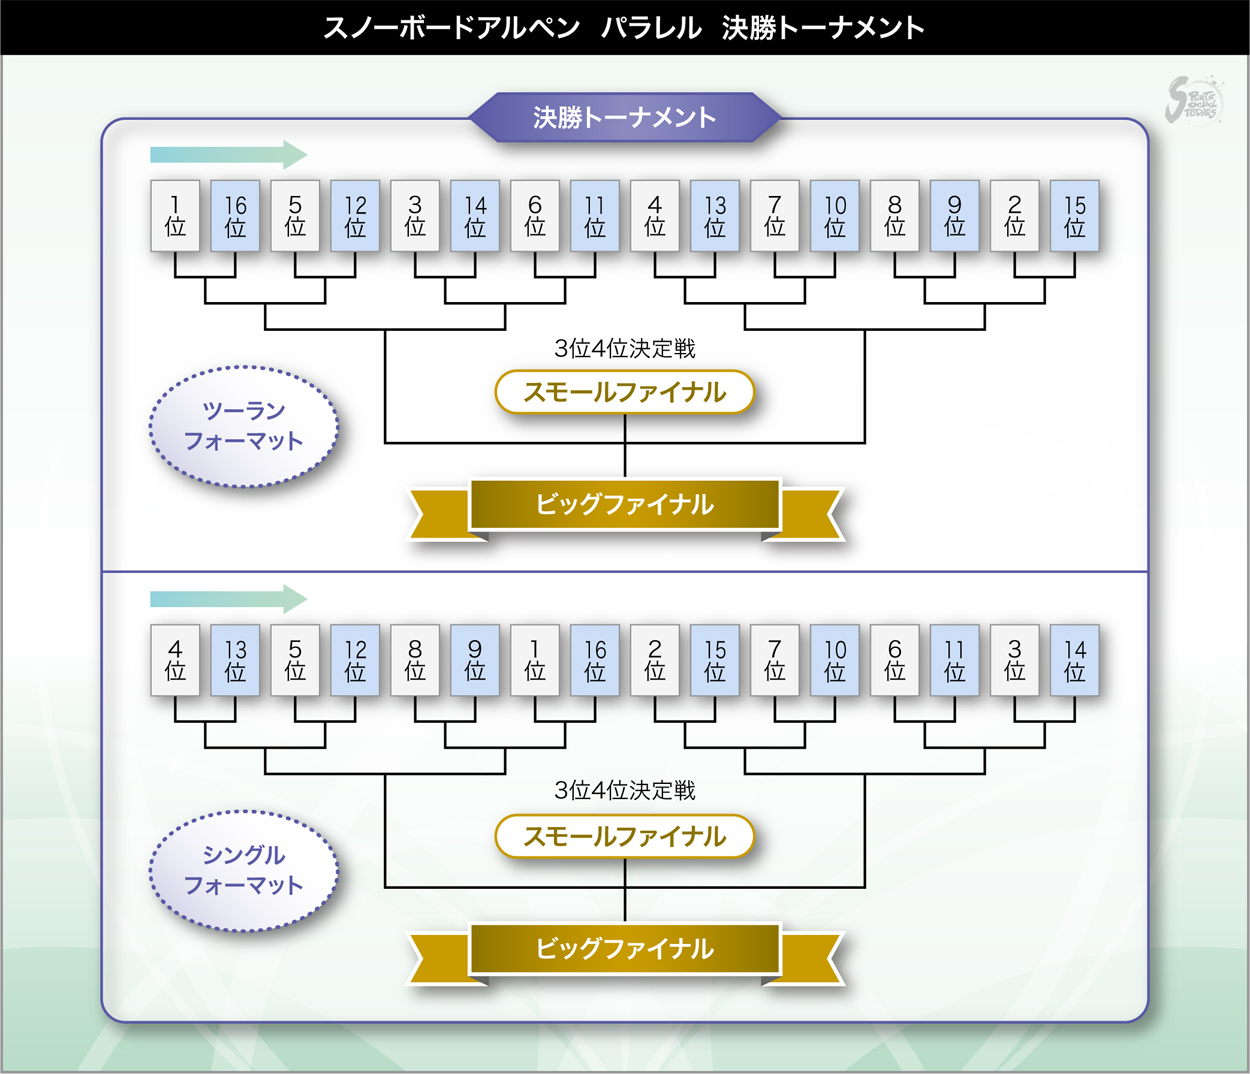 スノーボードアルペン パラレル 決勝トーナメント
SPORTS
SOCIAL
TODAY'S
決勝トーナメント
1位 16位 5位 12位 3位 14位 6位 11位 4位 13位 7位 10位 8位 9位 2位 15位
3位4位決定戦
スモールファイナル
ツーラン
フォーマット
ビッグファイナル
4位 13位 5位 12位 8位 9位 1位 16位 2位 15位 7位 10位 6位 11位 3位 14位
3位4位決定戦
スモールファイナル
シングル
フォーマット
ビッグファイナル